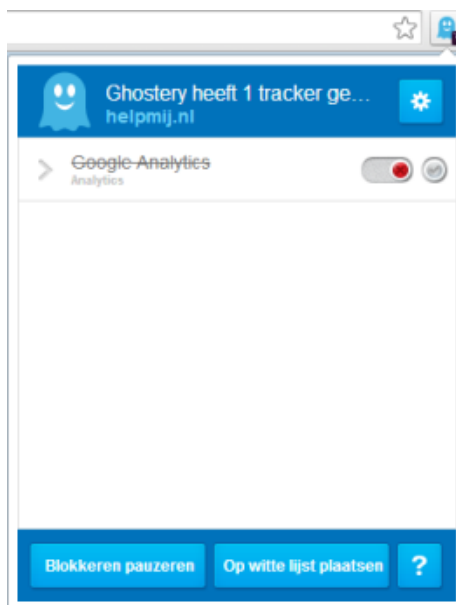 Ghostery heeft 1 tracker ge...
helpmij.nl
Google Analytics
Analytics
Blokkeren pauzeren
Op witte lijst plaatsen
?